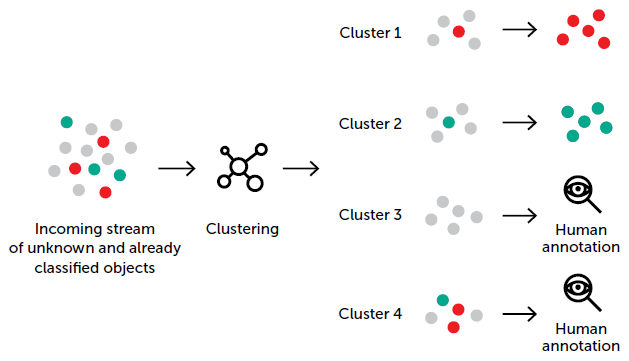 Cluster 1
Cluster 2
Incoming stream
of unknown and already
classified objects
Clustering
Cluster 3
Human
annotation
Cluster 4
Human
annotation